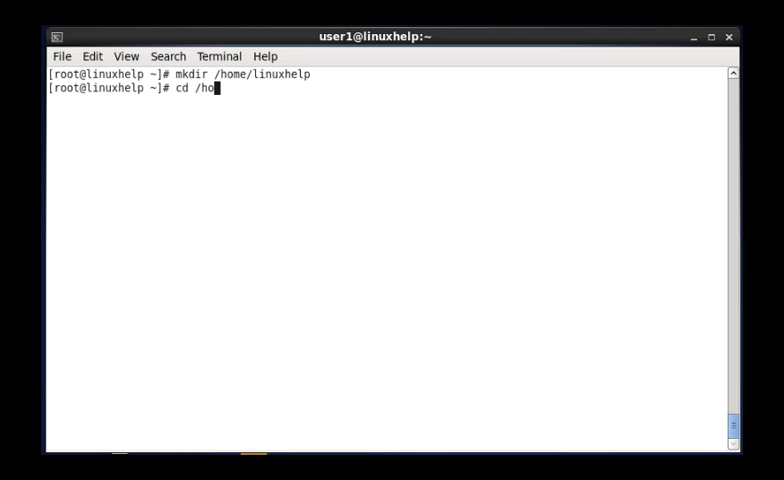 user1@linuxhelp:~
File Edit View Search Terminal Help
[root@linuxhelp ~]# mkdir /home/linuxhelp
[root@linuxhelp ~]# cd /ho